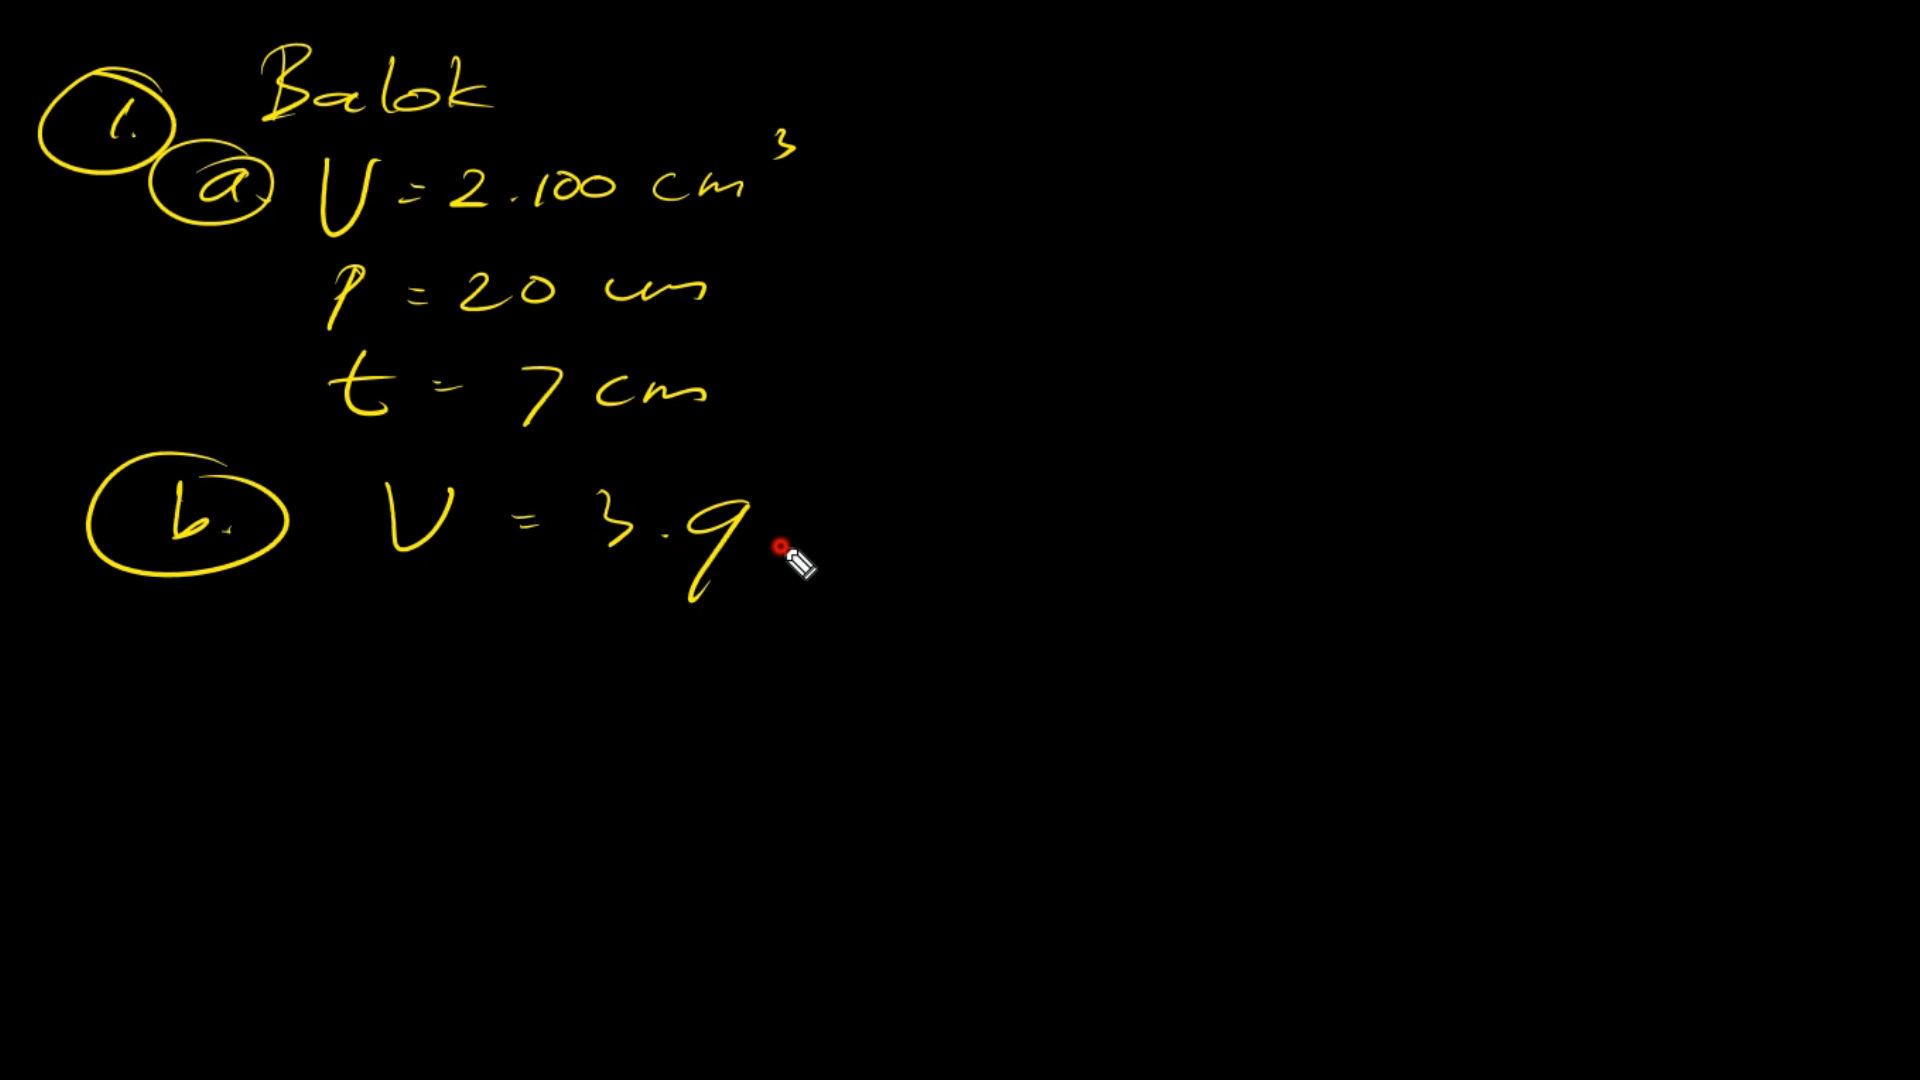 1. Balok
a. V = 2.100 cm³
p = 20 cm
t = 7 cm
b. V = 3.9